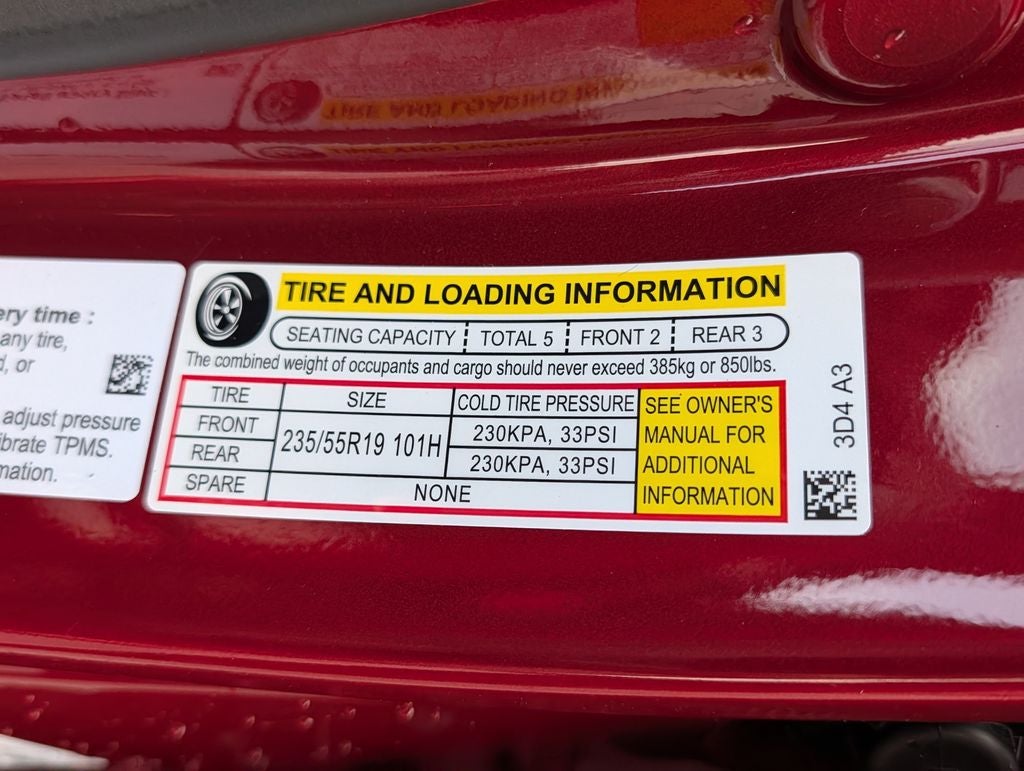 ery time :
any tire,
d, or
adjust pressure
ibrate TPMS.
mation.
TIRE AND LOADING INFORMATION
SEATING CAPACITY TOTAL 5 FRONT 2 REAR 3
The combined weight of occupants and cargo should never exceed 385kg or 850lbs.
TIRE SIZE COLD TIRE PRESSURE
FRONT 235/55R19 101H 230KPA, 33PSI
REAR 230KPA, 33PSI
SPARE NONE
SEE OWNER'S
MANUAL FOR
ADDITIONAL
INFORMATION
3D4 A3